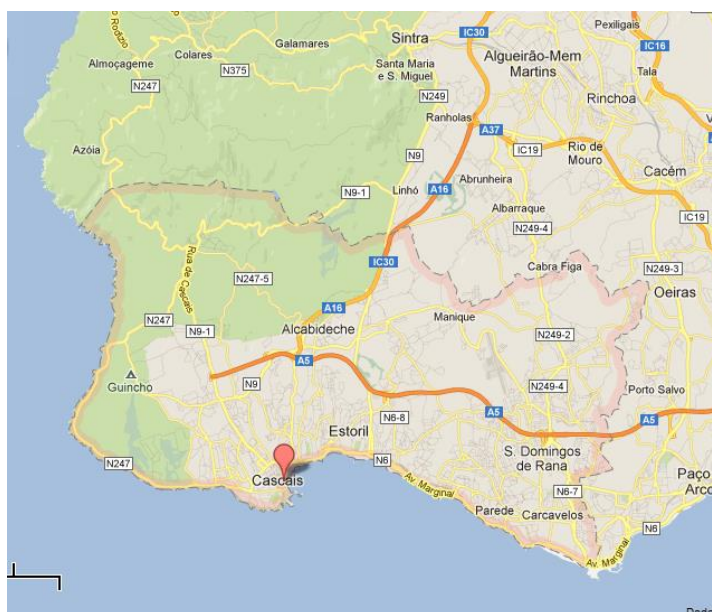 Rodízio
Colares
Galamares
Sintra
IC30
Pexiligais
IC16
Almoçageme
N375
Santa Maria
e S. Miguel
Algueirão-Mem
Martins
Tala
N247
N249
Rinchoa
Ranholas
A37
Azóia
N9
IC19
Rio de
Mouro
Cacém
N9-1
Linhó
A16
Abrunheira
Albarraque
IC19
N249-4
Rua de Cascais
IC30
Cabra Figa
N249-3
N247-5
Oeiras
A16
N247
N9-1
Alcabideche
Manique
N249-2
A5
Guincho
N9
N249-4
Porto Salvo
N6-8
A5
A5
Estoril
S. Domingos
de Rana
N247
Cascais
N6
Av. Marginal
N6-7
Paço
Arco
Parede
Carcavelos
N6
Av. Marginal